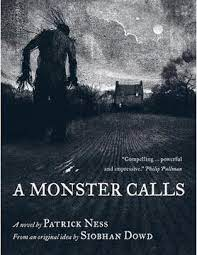 "Compelling ... powerful
and impressive." Philip Pullman
A MONSTER CALLS
A novel by PATRICK NESS
From an original idea by SIOBHAN DOWD